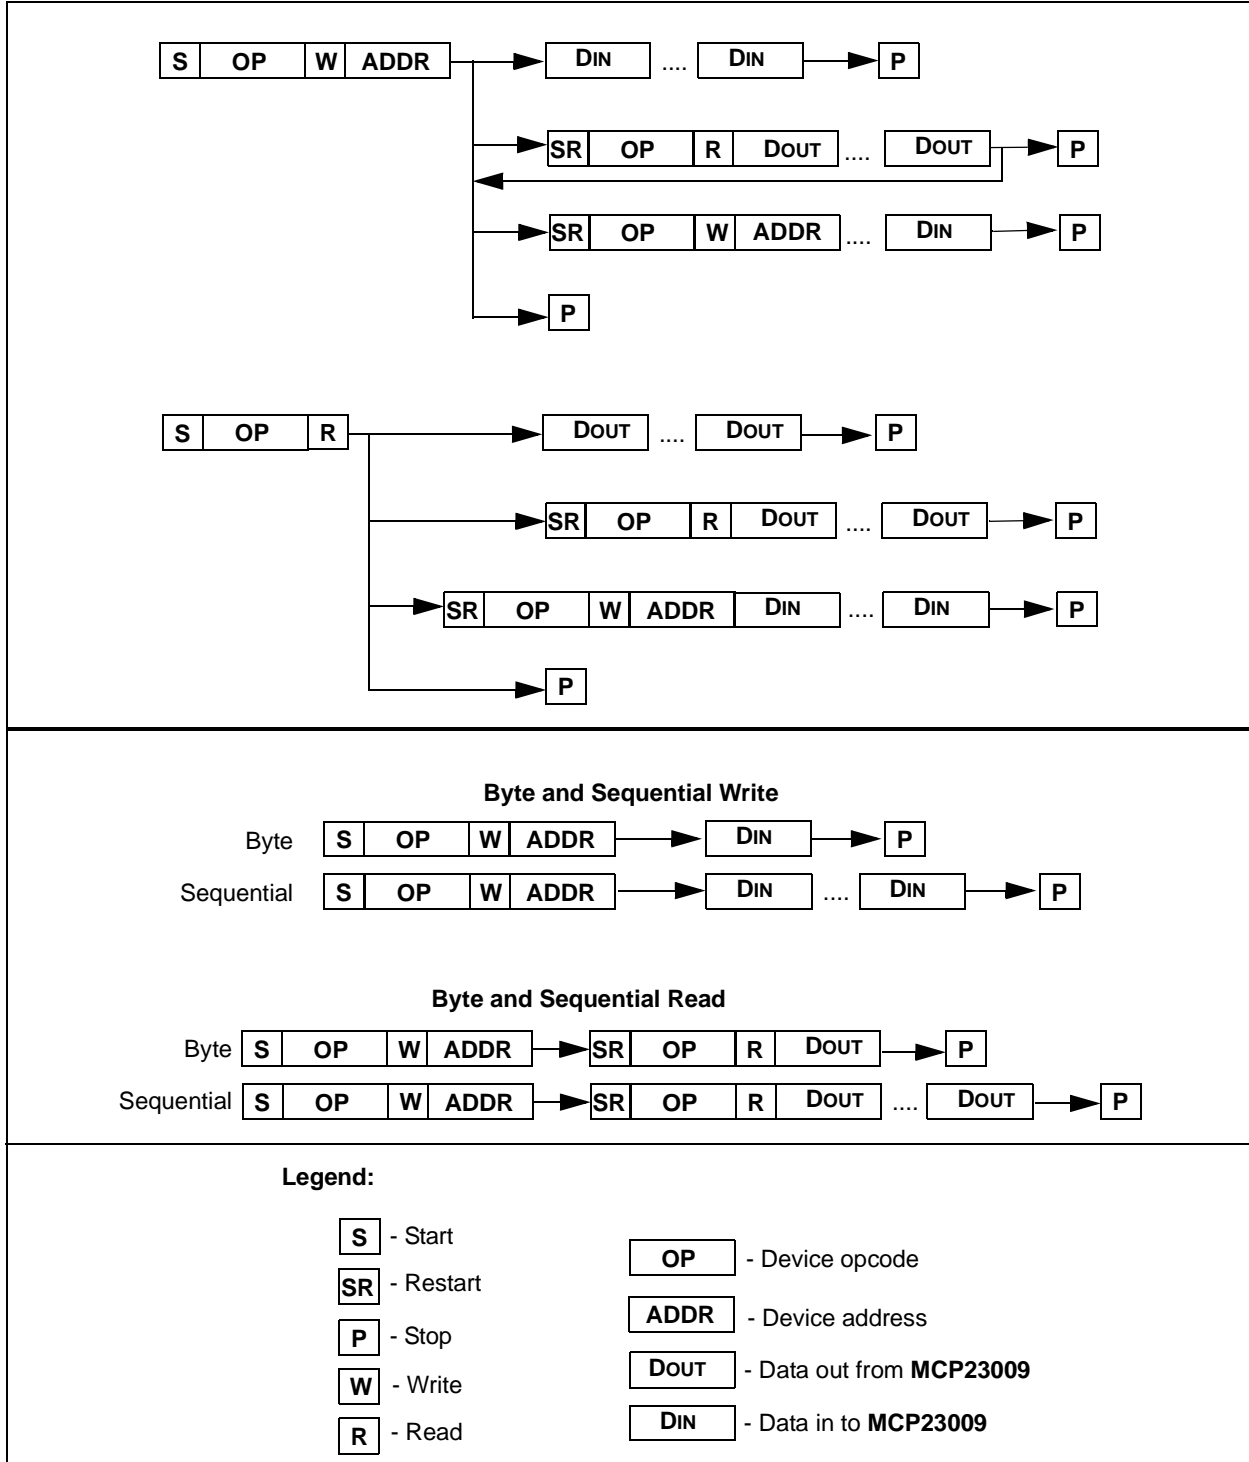 S OP W ADDR DIN .... DIN P
SR OP R DOUT .... DOUT P
SR OP W ADDR .... DIN P
P
S OP R DOUT .... DOUT P
SR OP R DOUT .... DOUT P
SR OP W ADDR DIN .... DIN P
P
Byte and Sequential Write
Byte S OP W ADDR DIN P
Sequential S OP W ADDR DIN .... DIN P
Byte and Sequential Read
Byte S OP W ADDR SR OP R DOUT P
Sequential S OP W ADDR SR OP R DOUT .... DOUT P
Legend:
S - Start
SR - Restart
P - Stop
W - Write
R - Read
OP - Device opcode
ADDR - Device address
DOUT - Data out from MCP23009
DIN - Data in to MCP23009